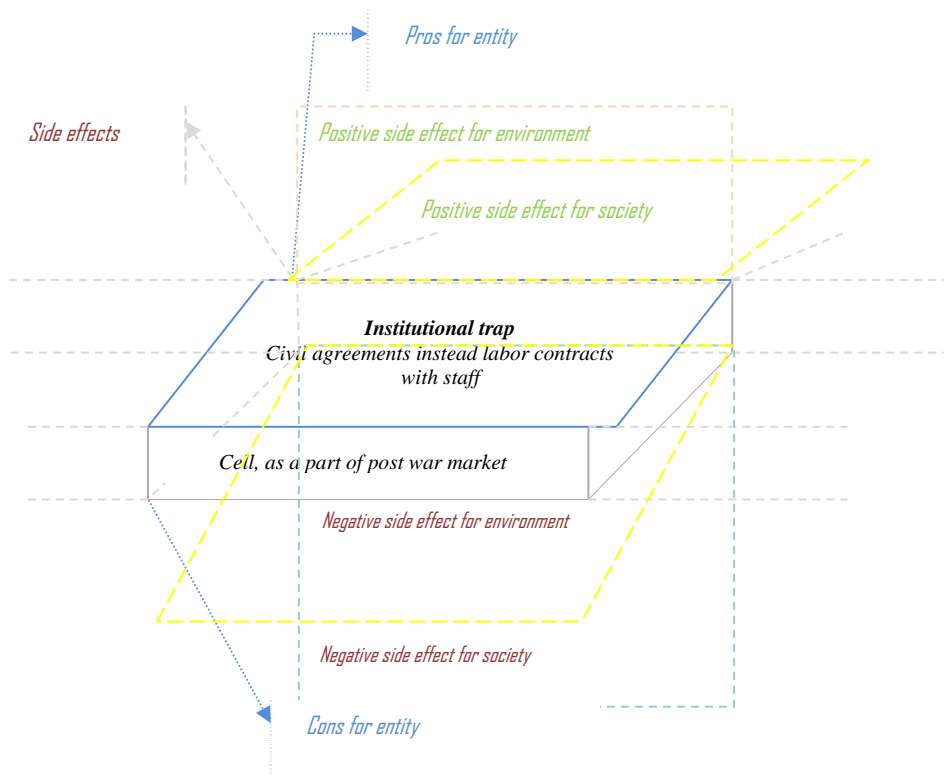 Pros for entity
Side effects
Positive side effect for environment
Positive side effect for society
Institutional trap
Civil agreements instead labor contracts
with staff
Cell, as a part of post war market
Negative side effect for environment
Negative side effect for society
Cons for entity